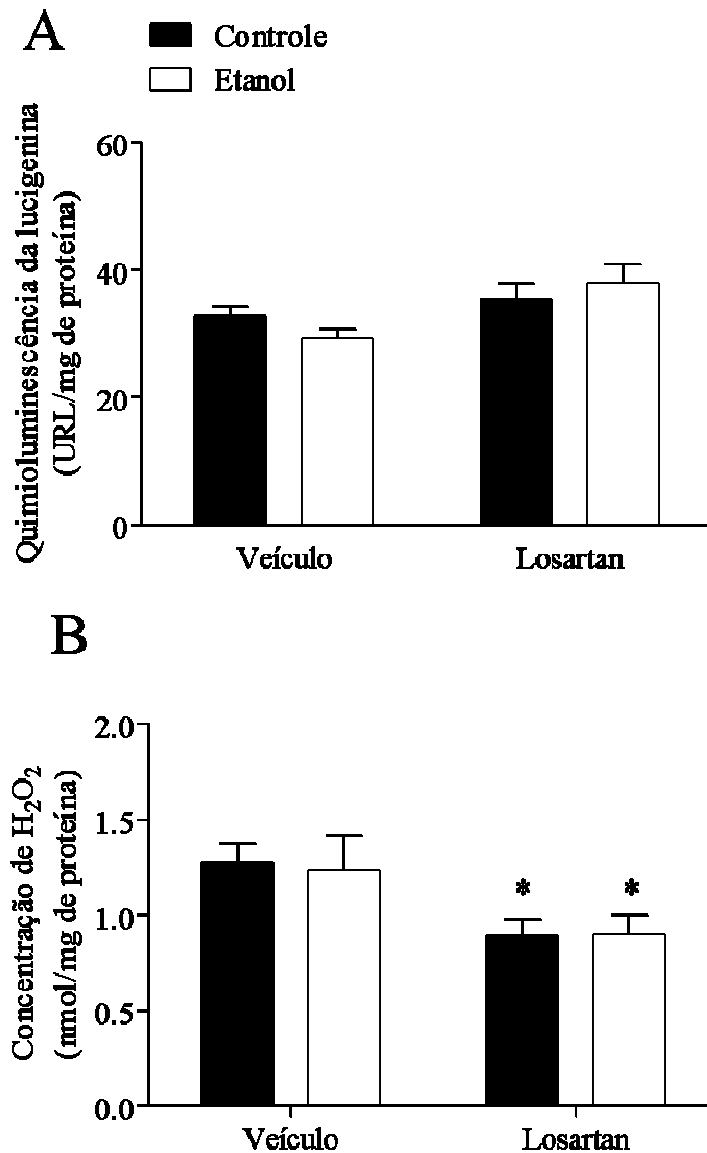 A
Controle
Etanol
Quimioluminescência da lucigenina
(URL/mg de proteína)
60
40
20
0
Veículo
Losartan
B
Concentração de H₂O₂
(nmol/mg de proteína)
2.0
1.5
1.0
0.5
0.0
*
*
Veículo
Losartan